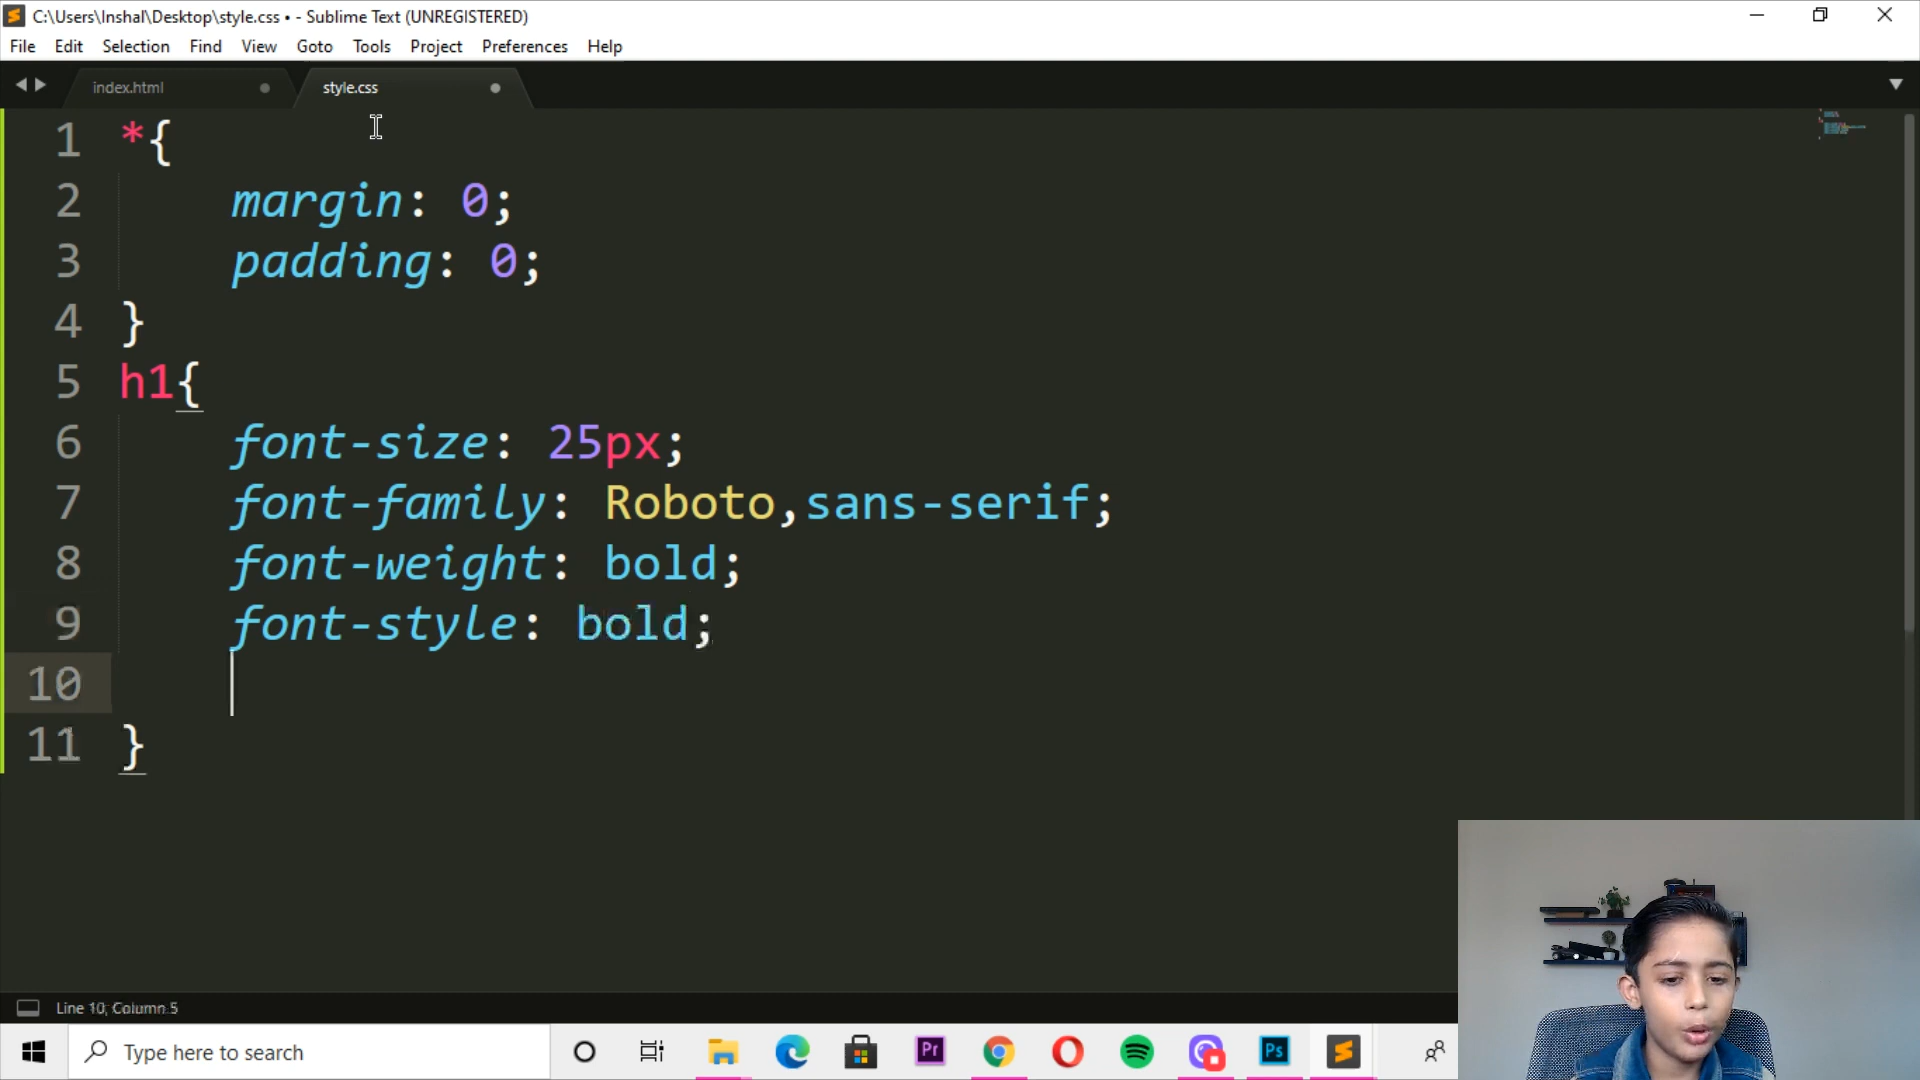 C:\Users\Inshal\Desktop\style.css • - Sublime Text (UNREGISTERED)
File Edit Selection Find View Goto Tools Project Preferences Help
index.html style.css
1 *{
2 margin: 0;
3 padding: 0;
4 }
5 h1{
6 font-size: 25px;
7 font-family: Roboto,sans-serif;
8 font-weight: bold;
9 font-style: bold;
10
11 }
Line 10, Column 5
Type here to search
Pr
Ps